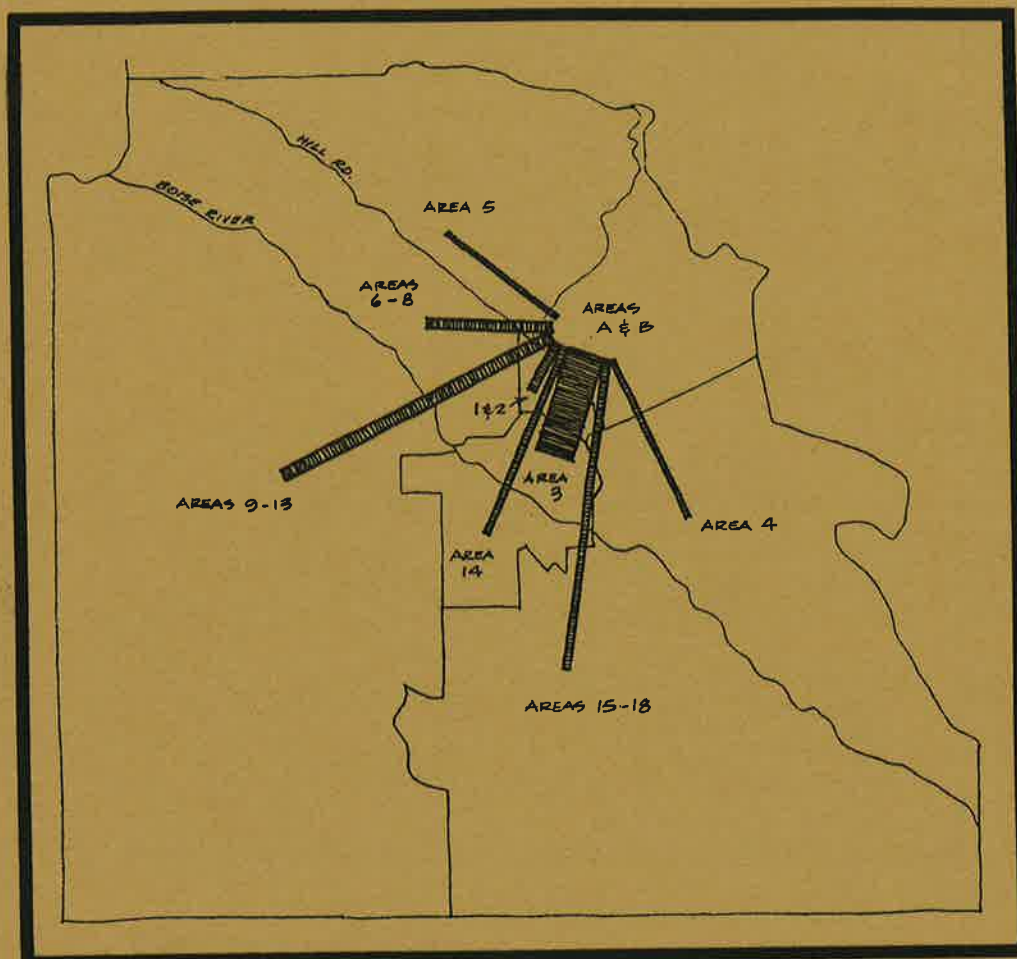 HILL RD.
BOISE RIVER
AREA 5
AREAS
6-8
AREAS
A & B
1&2
AREAS 9-13
AREA
3
AREA 4
AREA
14
AREAS 15-18